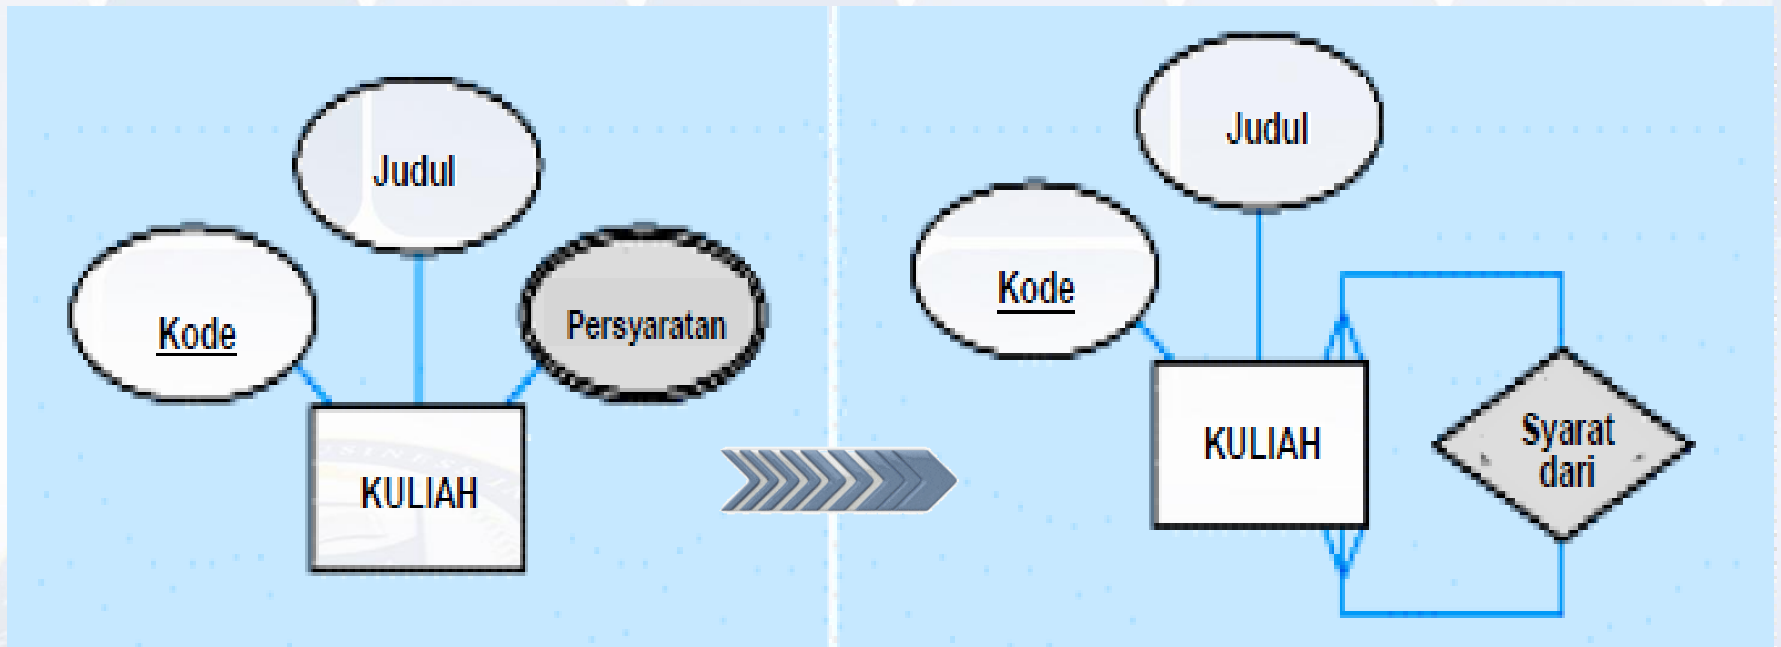 Judul
Kode
Persyaratan
KULIAH
Judul
Kode
KULIAH
Syarat
dari